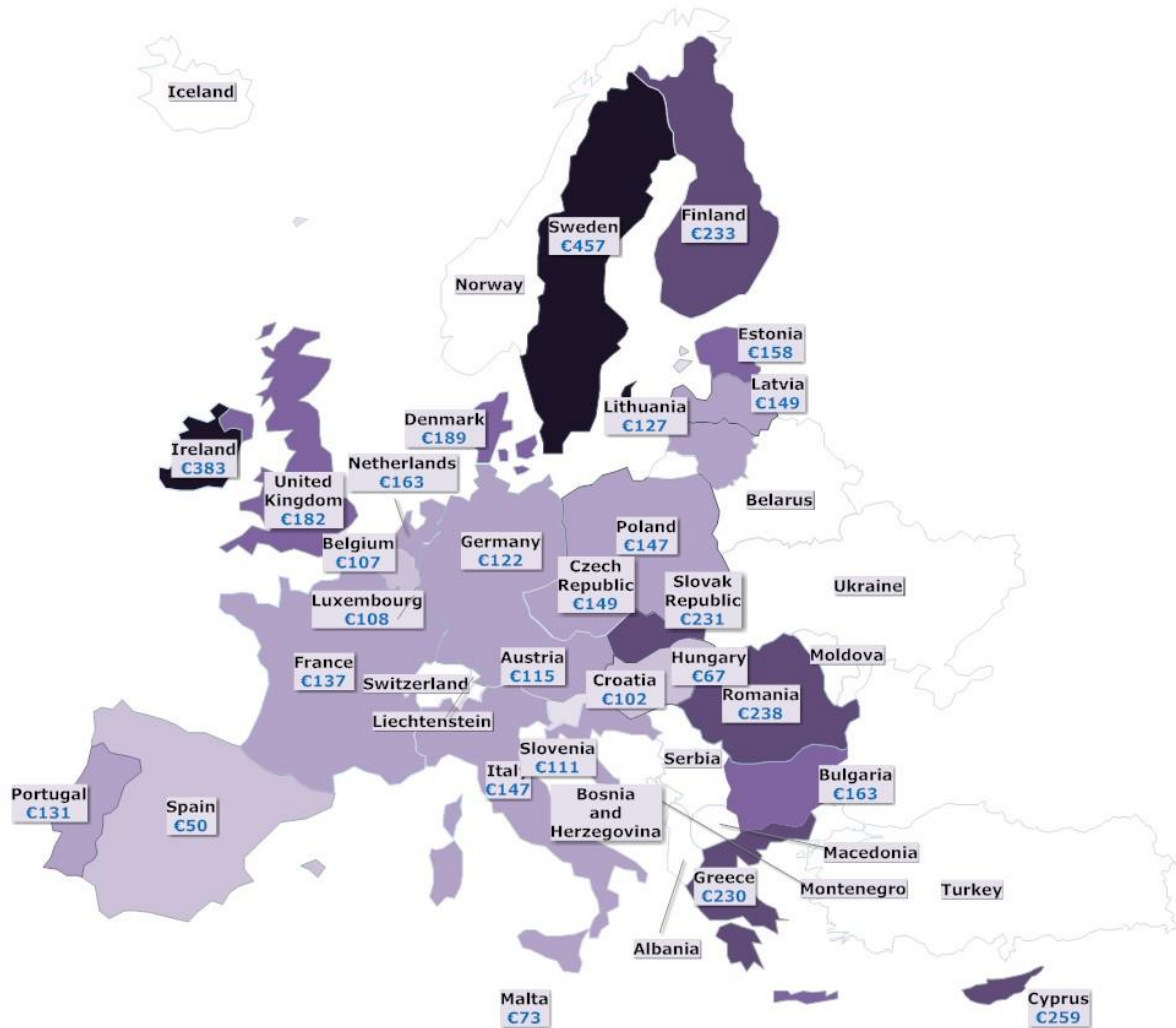 Iceland
Sweden
€457
Finland
€233
Norway
Estonia
€158
Latvia
€149
Lithuania
€127
Denmark
€189
Ireland
€383
Netherlands
€163
United
Kingdom
€182
Belarus
Belgium
€107
Germany
€122
Poland
€147
Czech
Republic
€149
Slovak
Republic
€231
Ukraine
Luxembourg
€108
France
€137
Switzerland
Austria
€115
Hungary
€67
Moldova
Croatia
€102
Romania
€238
Liechtenstein
Slovenia
€111
Serbia
Italy
€147
Bulgaria
€163
Portugal
€131
Spain
€50
Bosnia
and
Herzegovina
Macedonia
Greece
€230
Montenegro
Turkey
Albania
Malta
€73
Cyprus
€259